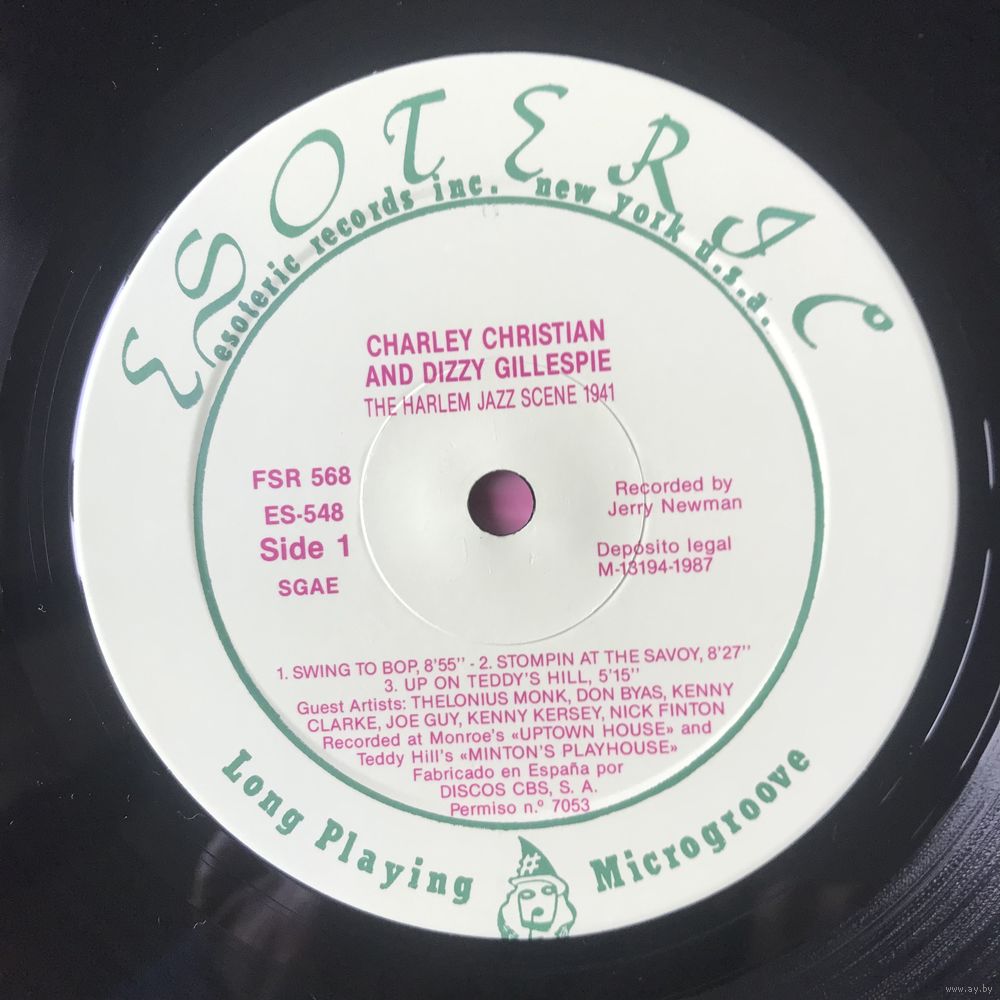 ESOTERIC
esoteric records inc. new york u.s.a.
CHARLEY CHRISTIAN
AND DIZZY GILLESPIE
THE HARLEM JAZZ SCENE 1941
FSR 568
ES-548
Side 1
SGAE
Recorded by
Jerry Newman
Depósito legal
M-13194-1987
1. SWING TO BOP, 8'55" - 2. STOMPIN AT THE SAVOY, 8'27"
3. UP ON TEDDY'S HILL, 5'15"
Guest Artists: THELONIUS MONK, DON BYAS, KENNY
CLARKE, JOE GUY, KENNY KERSEY, NICK FINTON
Recorded at Monroe's «UPTOWN HOUSE» and
Teddy Hill's «MINTON'S PLAYHOUSE»
Fabricado en España por
DISCOS CBS, S. A.
Permiso n.º 7053
Long Playing Microgroove
www.ay.by